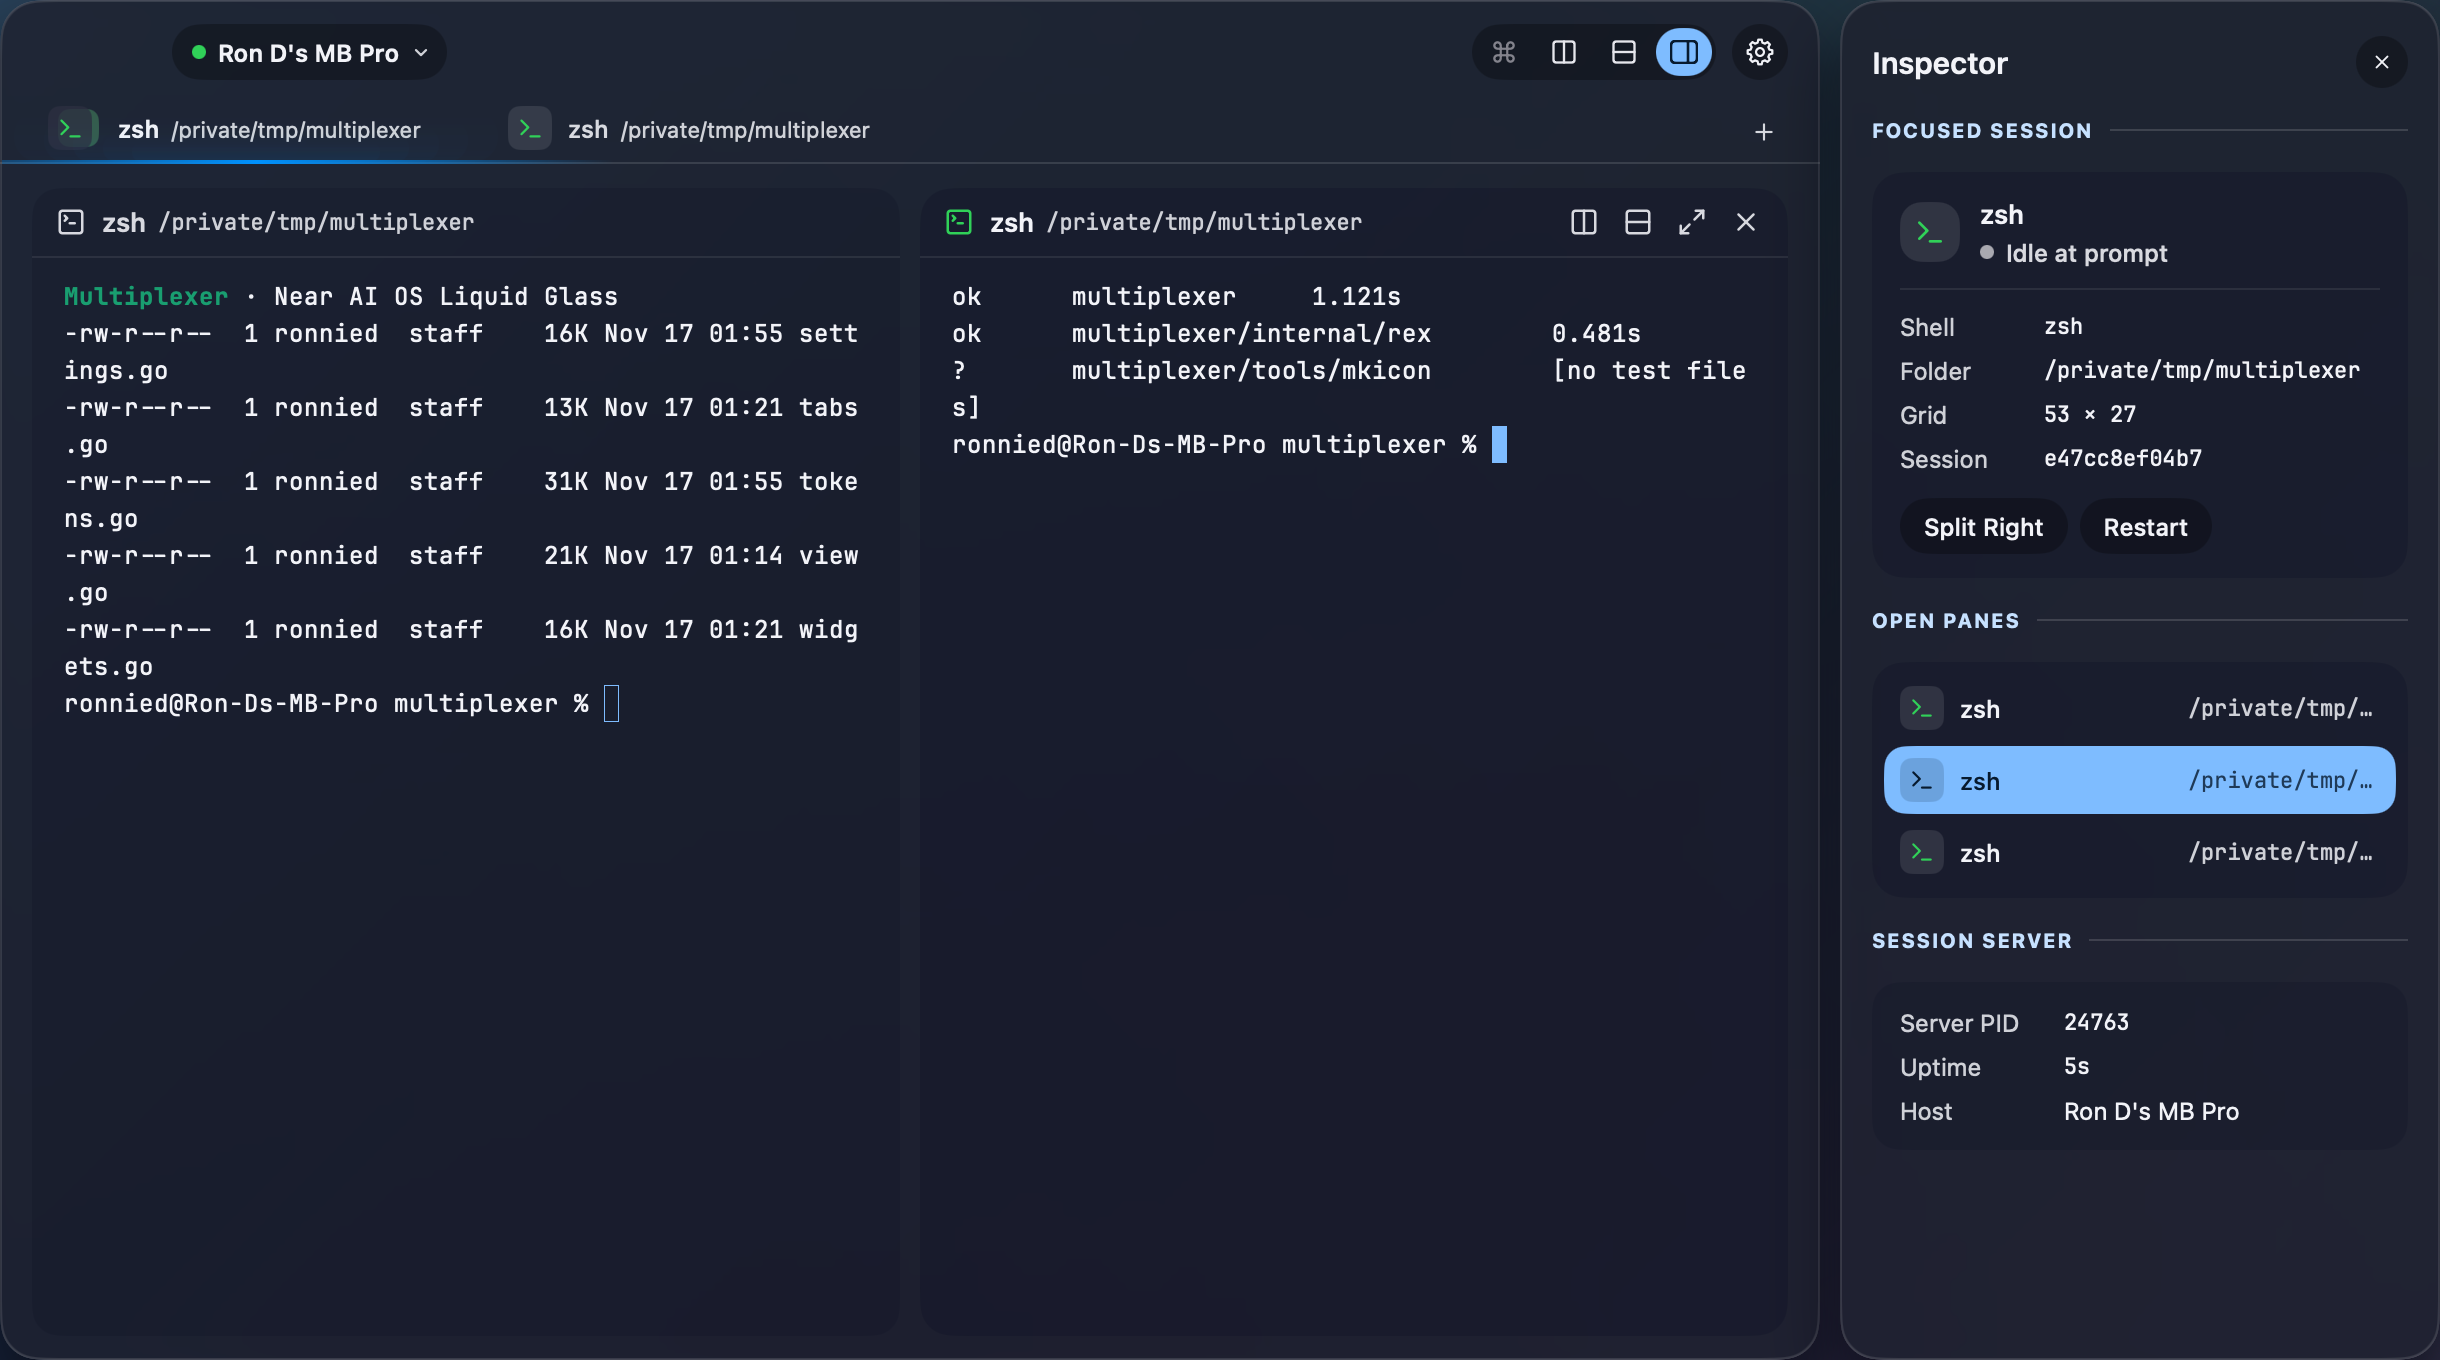 Ron D's MB Pro
zsh /private/tmp/multiplexer
zsh /private/tmp/multiplexer
zsh /private/tmp/multiplexer
Multiplexer · Near AI OS Liquid Glass
-rw-r--r--  1 ronnied  staff    16K Nov 17 01:55 sett
ings.go
-rw-r--r--  1 ronnied  staff    13K Nov 17 01:21 tabs
.go
-rw-r--r--  1 ronnied  staff    31K Nov 17 01:55 toke
ns.go
-rw-r--r--  1 ronnied  staff    21K Nov 17 01:14 view
.go
-rw-r--r--  1 ronnied  staff    16K Nov 17 01:21 widg
ets.go
ronnied@Ron-Ds-MB-Pro multiplexer %
zsh /private/tmp/multiplexer
ok      multiplexer     1.121s
ok      multiplexer/internal/rex        0.481s
?       multiplexer/tools/mkicon        [no test file
s]
ronnied@Ron-Ds-MB-Pro multiplexer %
Inspector
FOCUSED SESSION
zsh
Idle at prompt
Shell zsh
Folder /private/tmp/multiplexer
Grid 53 × 27
Session e47cc8ef04b7
Split Right Restart
OPEN PANES
zsh /private/tmp/…
zsh /private/tmp/…
zsh /private/tmp/…
SESSION SERVER
Server PID 24763
Uptime 5s
Host Ron D's MB Pro